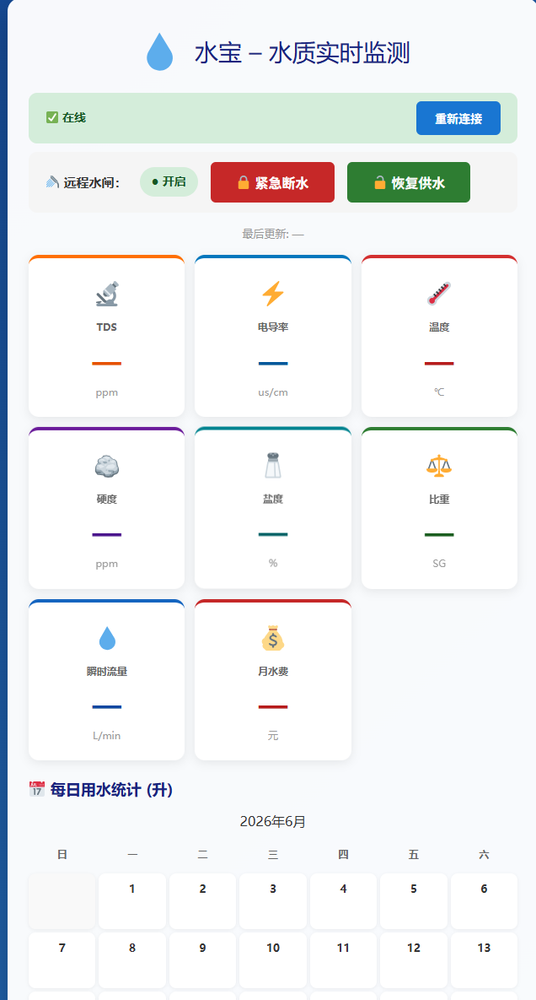 水宝 – 水质实时监测
✅ 在线
重新连接
远程水闸：
● 开启
🔒 紧急断水
🔓 恢复供水
最后更新: —
TDS
电导率
温度
—
—
—
ppm
us/cm
℃
硬度
盐度
比重
—
—
—
ppm
%
SG
瞬时流量
月水费
—
—
L/min
元
📅 每日用水统计 (升)
2026年6月
日 一 二 三 四 五 六
1 2 3 4 5 6
7 8 9 10 11 12 13